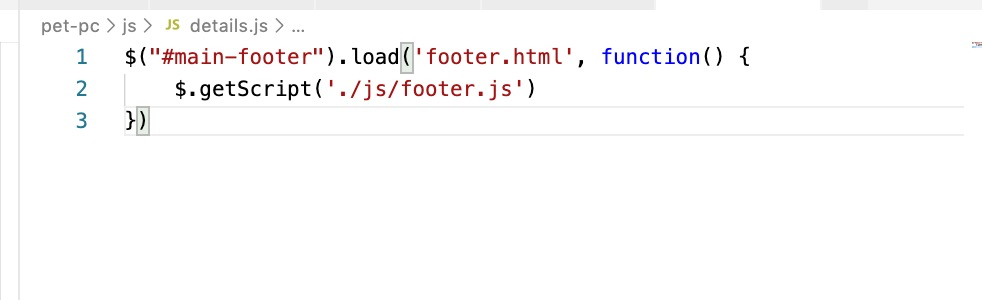 pet-pc > js > JS details.js > ...
1 $("#main-footer").load('footer.html', function() {
2 $.getScript('./js/footer.js')
3 })